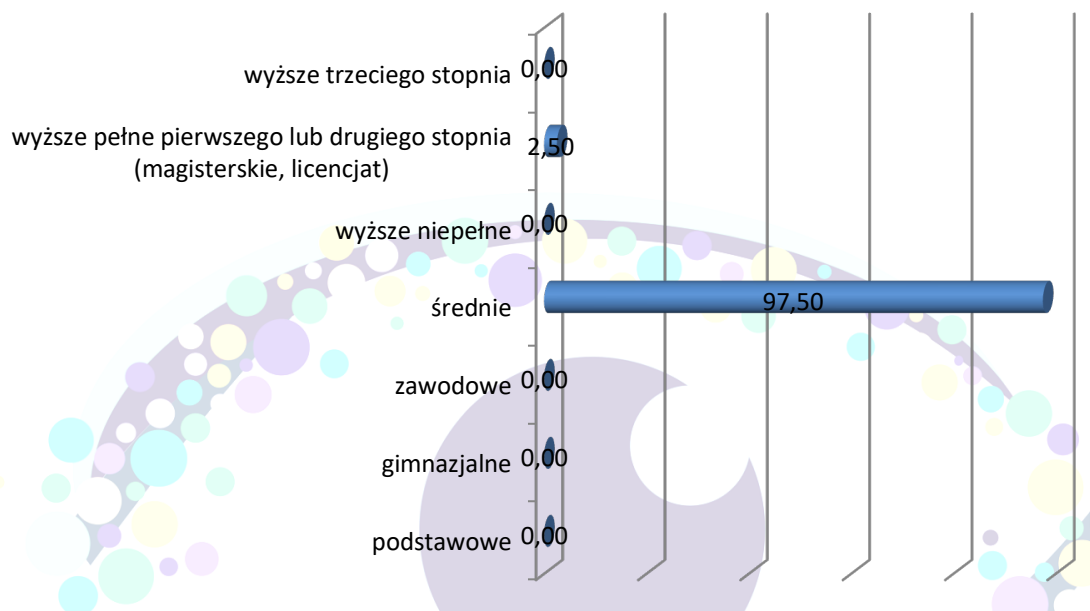 wyższe trzeciego stopnia 0,00
wyższe pełne pierwszego lub drugiego stopnia
(magisterskie, licencjat) 2,50
wyższe niepełne 0,00
średnie 97,50
zawodowe 0,00
gimnazjalne 0,00
podstawowe 0,00